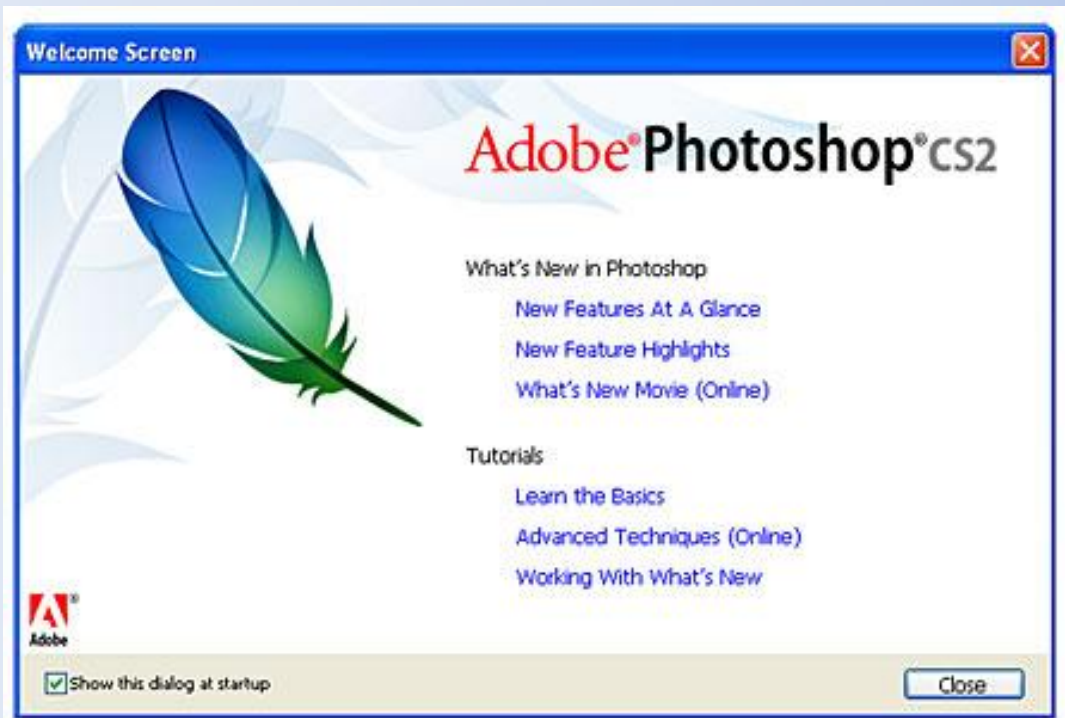 Welcome Screen
Adobe®Photoshop®CS2
What's New in Photoshop
New Features At A Glance
New Feature Highlights
What's New Movie (Online)
Tutorials
Learn the Basics
Advanced Techniques (Online)
Working With What's New
®
Adobe
Show this dialog at startup
Close